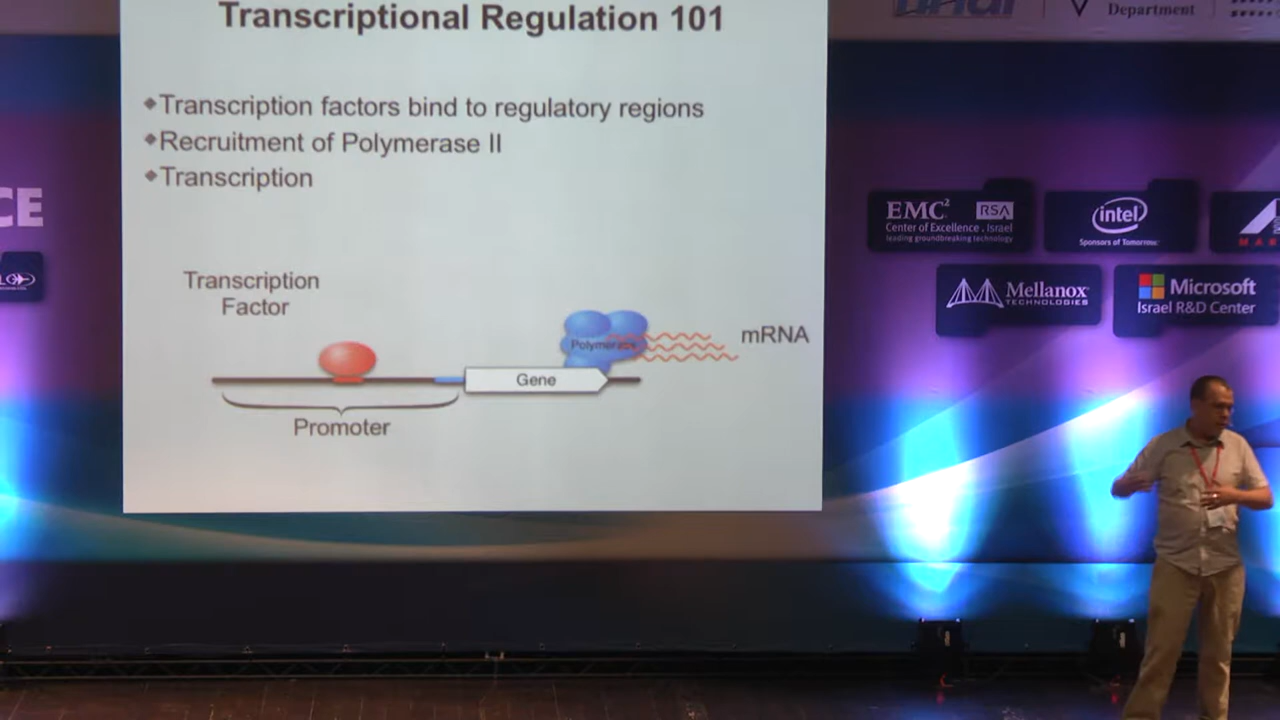 Transcriptional Regulation 101
Department
◆Transcription factors bind to regulatory regions
◆Recruitment of Polymerase II
◆Transcription
CE
EMC²
RSA
Center of Excellence . Israel
leading groundbreaking technology
intel
Sponsors of Tomorrow
Mellanox
TECHNOLOGIES
Microsoft
Israel R&D Center
Transcription
Factor
Polymerase
mRNA
Gene
Promoter